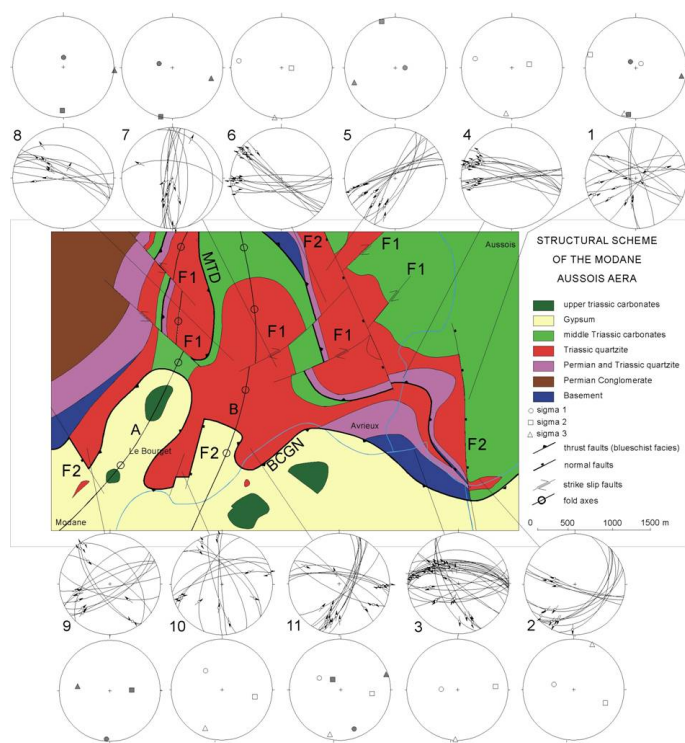 8
7
6
5
4
1
STRUCTURAL SCHEME
OF THE MODANE
AUSSOIS AERA
upper triassic carbonates
Gypsum
middle Triassic carbonates
Triassic quartzite
Permian and Triassic quartzite
Permian Conglomerate
Basement
sigma 1
sigma 2
sigma 3
thrust faults (blueschist facies)
normal faults
strike slip faults
fold axes
0 500 1000 1500 m
F2
F1
Aussois
F1
MTD
F1
F1
A
B
Avrieux
Le Bourget
F2
F2
BCGN
F2
Modane
9
10
11
3
2